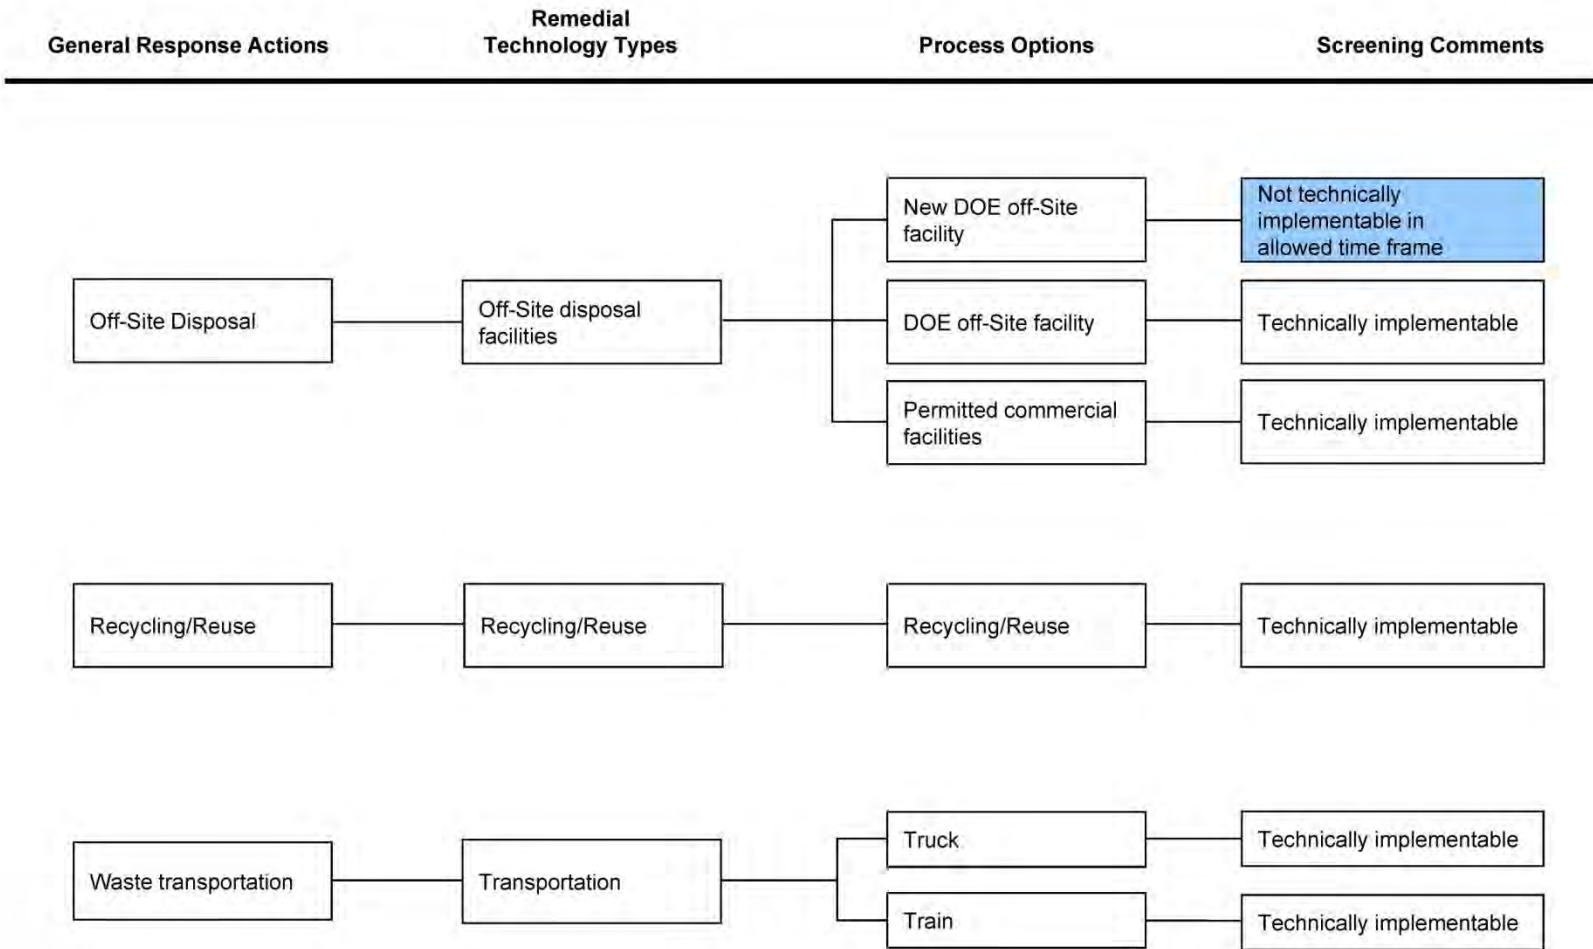 General Response Actions
Remedial
Technology Types
Process Options
Screening Comments
New DOE off-Site
facility
Not technically
implementable in
allowed time frame
Off-Site Disposal
Off-Site disposal
facilities
DOE off-Site facility
Technically implementable
Permitted commercial
facilities
Technically implementable
Recycling/Reuse
Recycling/Reuse
Recycling/Reuse
Technically implementable
Waste transportation
Transportation
Truck
Technically implementable
Train
Technically implementable